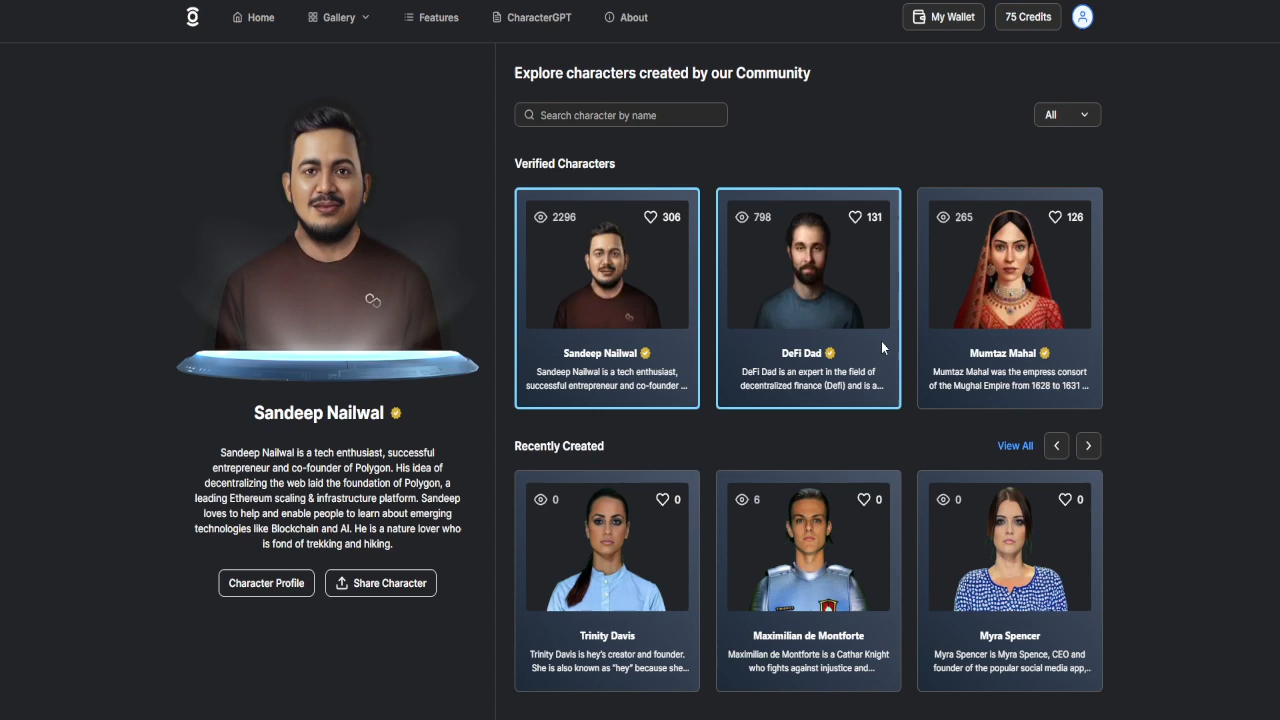 Home
Gallery
Features
CharacterGPT
About
My Wallet
75 Credits
Explore characters created by our Community
Search character by name
All
Verified Characters
2296
306
798
131
265
126
Sandeep Nailwal
Sandeep Nailwal is a tech enthusiast,
successful entrepreneur and co-founder ...
DeFi Dad
DeFi Dad is an expert in the field of
decentralized finance (Defi) and is a...
Mumtaz Mahal
Mumtaz Mahal was the empress consort
of the Mughal Empire from 1628 to 1631 ...
Sandeep Nailwal
Sandeep Nailwal is a tech enthusiast, successful
entrepreneur and co-founder of Polygon. His idea of
decentralizing the web laid the foundation of Polygon, a
leading Ethereum scaling & infrastructure platform. Sandeep
loves to help and enable people to learn about emerging
technologies like Blockchain and AI. He is a nature lover who
is fond of trekking and hiking.
Character Profile
Share Character
Recently Created
View All
0
0
6
0
0
0
Trinity Davis
Trinity Davis is hey's creator and founder.
She is also known as "hey" because she...
Maximilian de Montforte
Maximilian de Montforte is a Cathar Knight
who fights against injustice and...
Myra Spencer
Myra Spencer is Myra Spence, CEO and
founder of the popular social media app,...